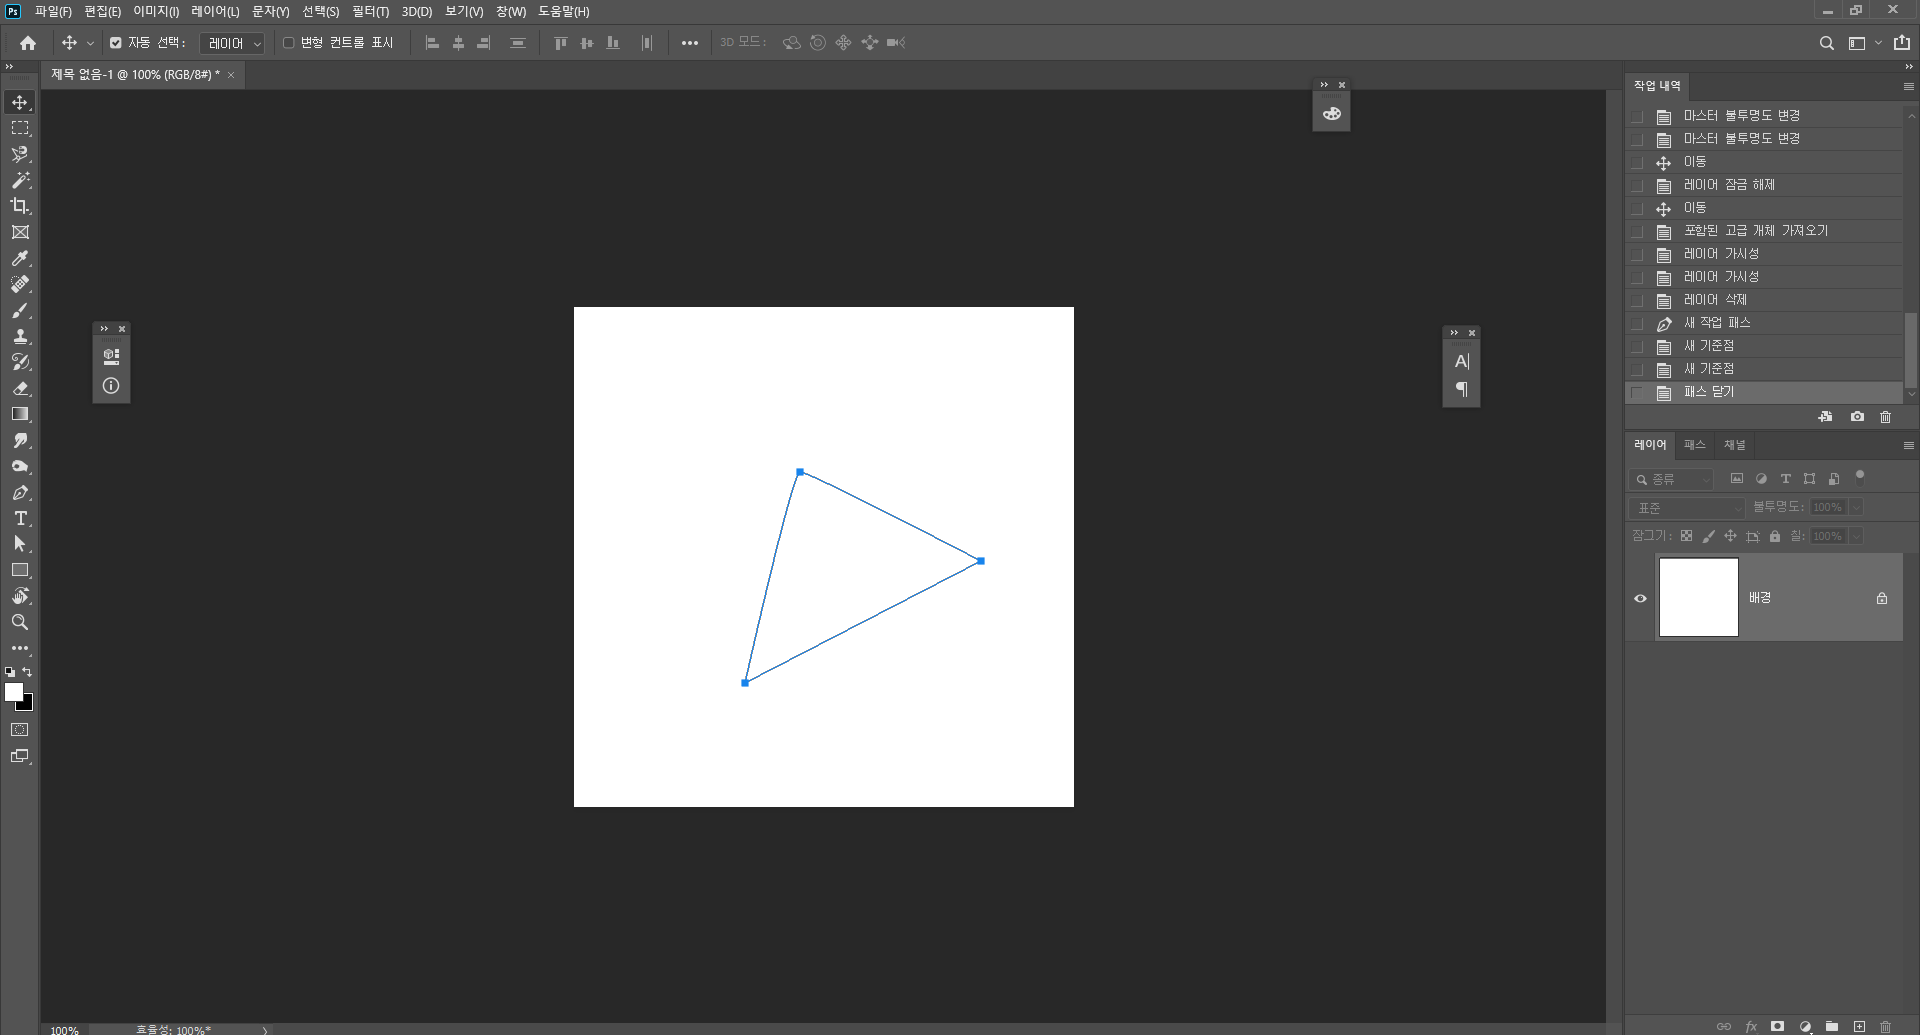 Ps 파일(F) 편집(E) 이미지(I) 레이어(L) 문자(Y) 선택(S) 필터(T) 3D(D) 보기(V) 창(W) 도움말(H)
자동 선택: 레이어 변형 컨트롤 표시 3D 모드:
제목 없음-1 @ 100% (RGB/8#) *
작업 내역
마스터 불투명도 변경
마스터 불투명도 변경
이동
레이어 잠금 해제
이동
포함된 고급 개체 가져오기
레이어 가시성
레이어 가시성
레이어 삭제
새 작업 패스
새 기준점
새 기준점
패스 닫기
레이어 패스 채널
종류
표준 불투명도: 100%
잠그기: 칠: 100%
배경
fx
100% 효율성: 100%*